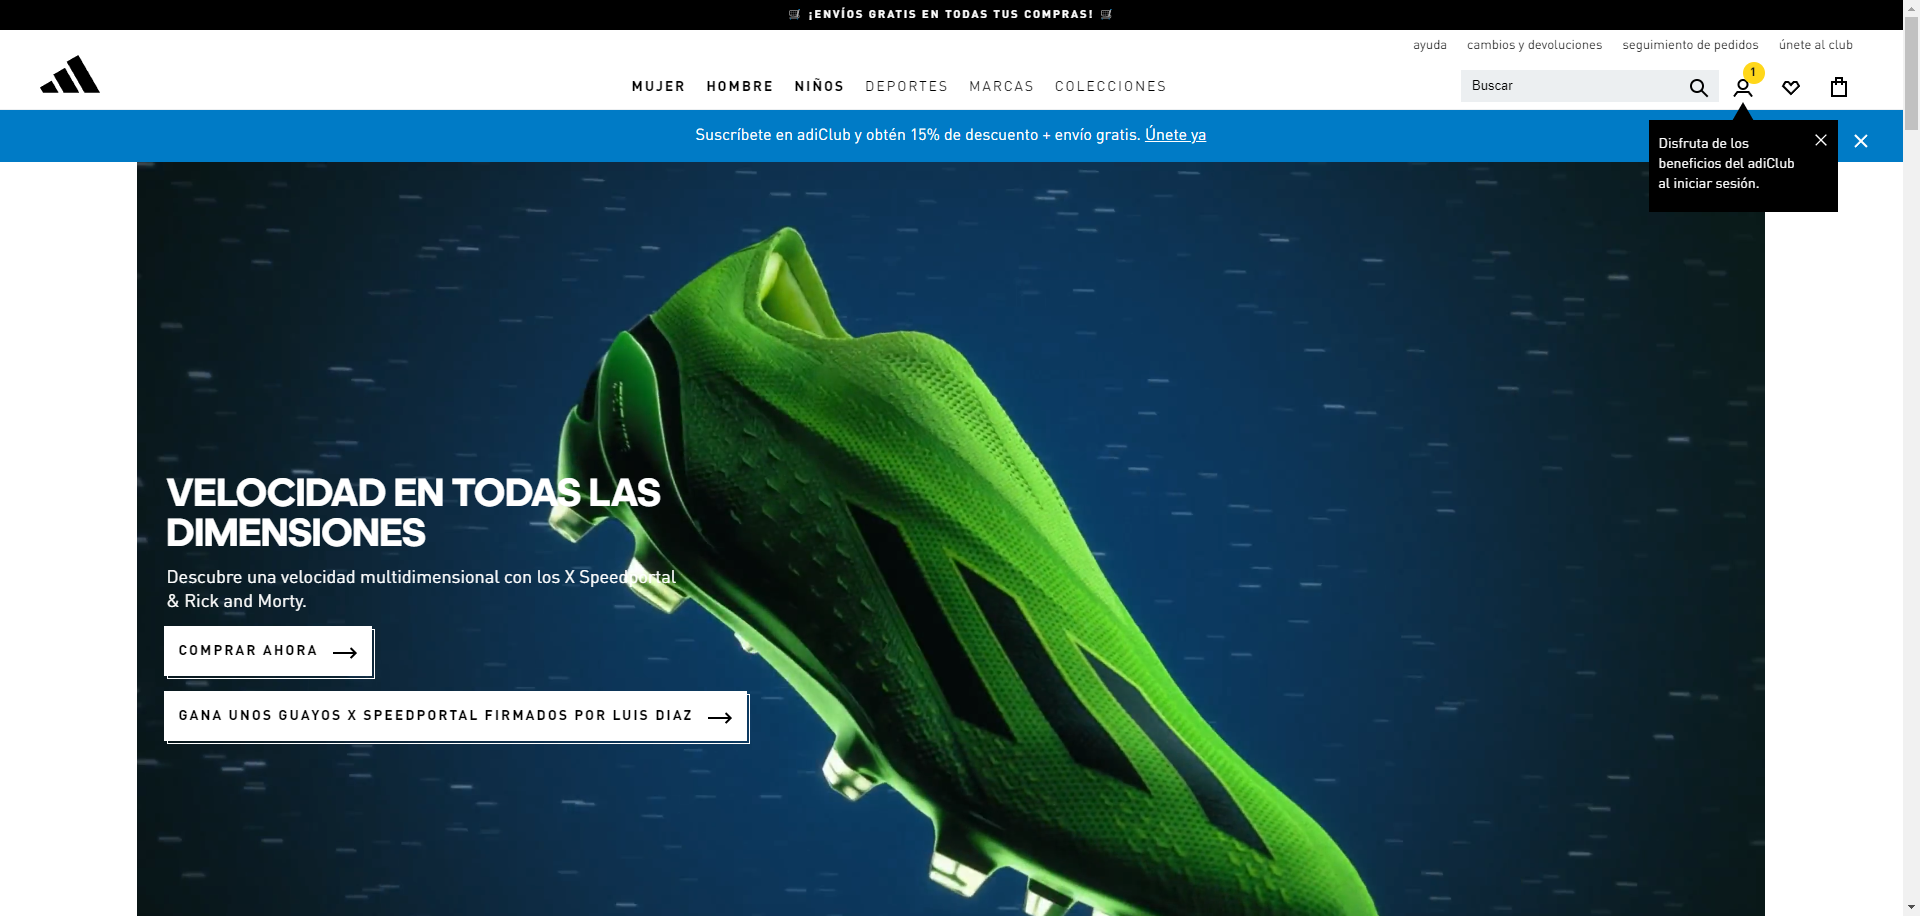 ¡ENVÍOS GRATIS EN TODAS TUS COMPRAS!
ayuda cambios y devoluciones seguimiento de pedidos únete al club
MUJER HOMBRE NIÑOS DEPORTES MARCAS COLECCIONES
Buscar
1
Suscríbete en adiClub y obtén 15% de descuento + envío gratis. Únete ya
Disfruta de los
beneficios del adiClub
al iniciar sesión.
VELOCIDAD EN TODAS LAS
DIMENSIONES
Descubre una velocidad multidimensional con los X Speedportal
& Rick and Morty.
COMPRAR AHORA
GANA UNOS GUAYOS X SPEEDPORTAL FIRMADOS POR LUIS DIAZ